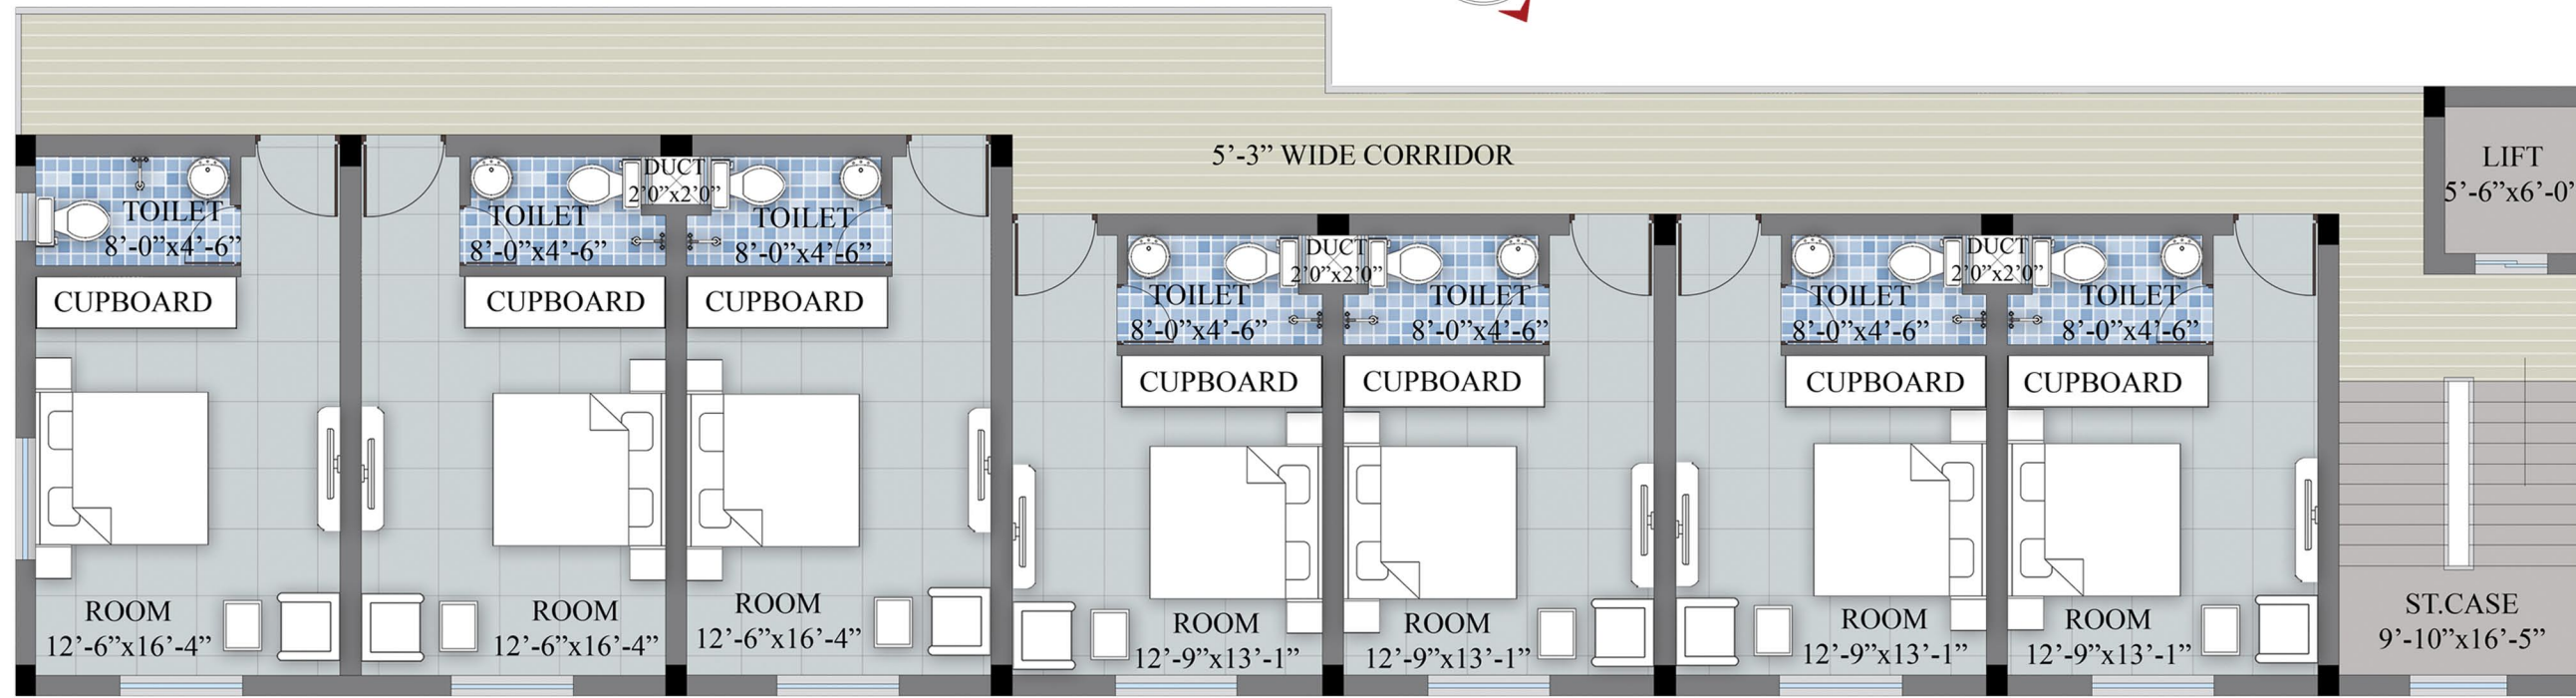 5’-3” WIDE CORRIDOR
LIFT
5’-6”x6’-0”
DUCT
2’0”x2’0”
TOILET
8’-0”x4’-6”
TOILET
8’-0”x4’-6”
TOILET
8’-0”x4’-6”
DUCT
2’0”x2’0”
DUCT
2’0”x2’0”
TOILET
8’-0”x4’-6”
TOILET
8’-0”x4’-6”
TOILET
8’-0”x4’-6”
TOILET
8’-0”x4’-6”
CUPBOARD
CUPBOARD
CUPBOARD
CUPBOARD
CUPBOARD
CUPBOARD
CUPBOARD
ROOM
12’-6”x16’-4”
ROOM
12’-6”x16’-4”
ROOM
12’-6”x16’-4”
ROOM
12’-9”x13’-1”
ROOM
12’-9”x13’-1”
ROOM
12’-9”x13’-1”
ROOM
12’-9”x13’-1”
ST.CASE
9’-10”x16’-5”